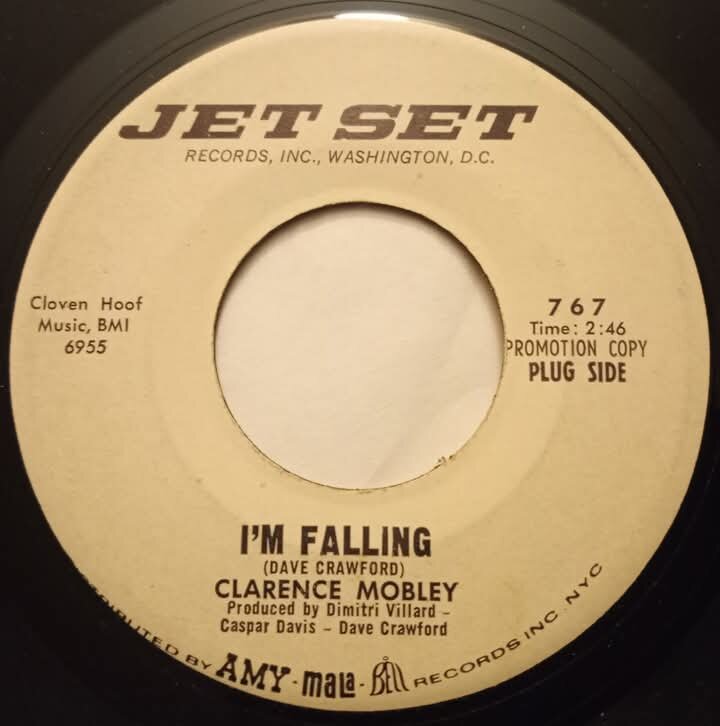 JET SET
RECORDS, INC., WASHINGTON, D.C.
Cloven Hoof
Music, BMI
6955
767
Time: 2:46
PROMOTION COPY
PLUG SIDE
I'M FALLING
(DAVE CRAWFORD)
CLARENCE MOBLEY
Produced by Dimitri Villard -
Caspar Davis - Dave Crawford
BY AMY · mala · BELL RECORDS INC. NYC